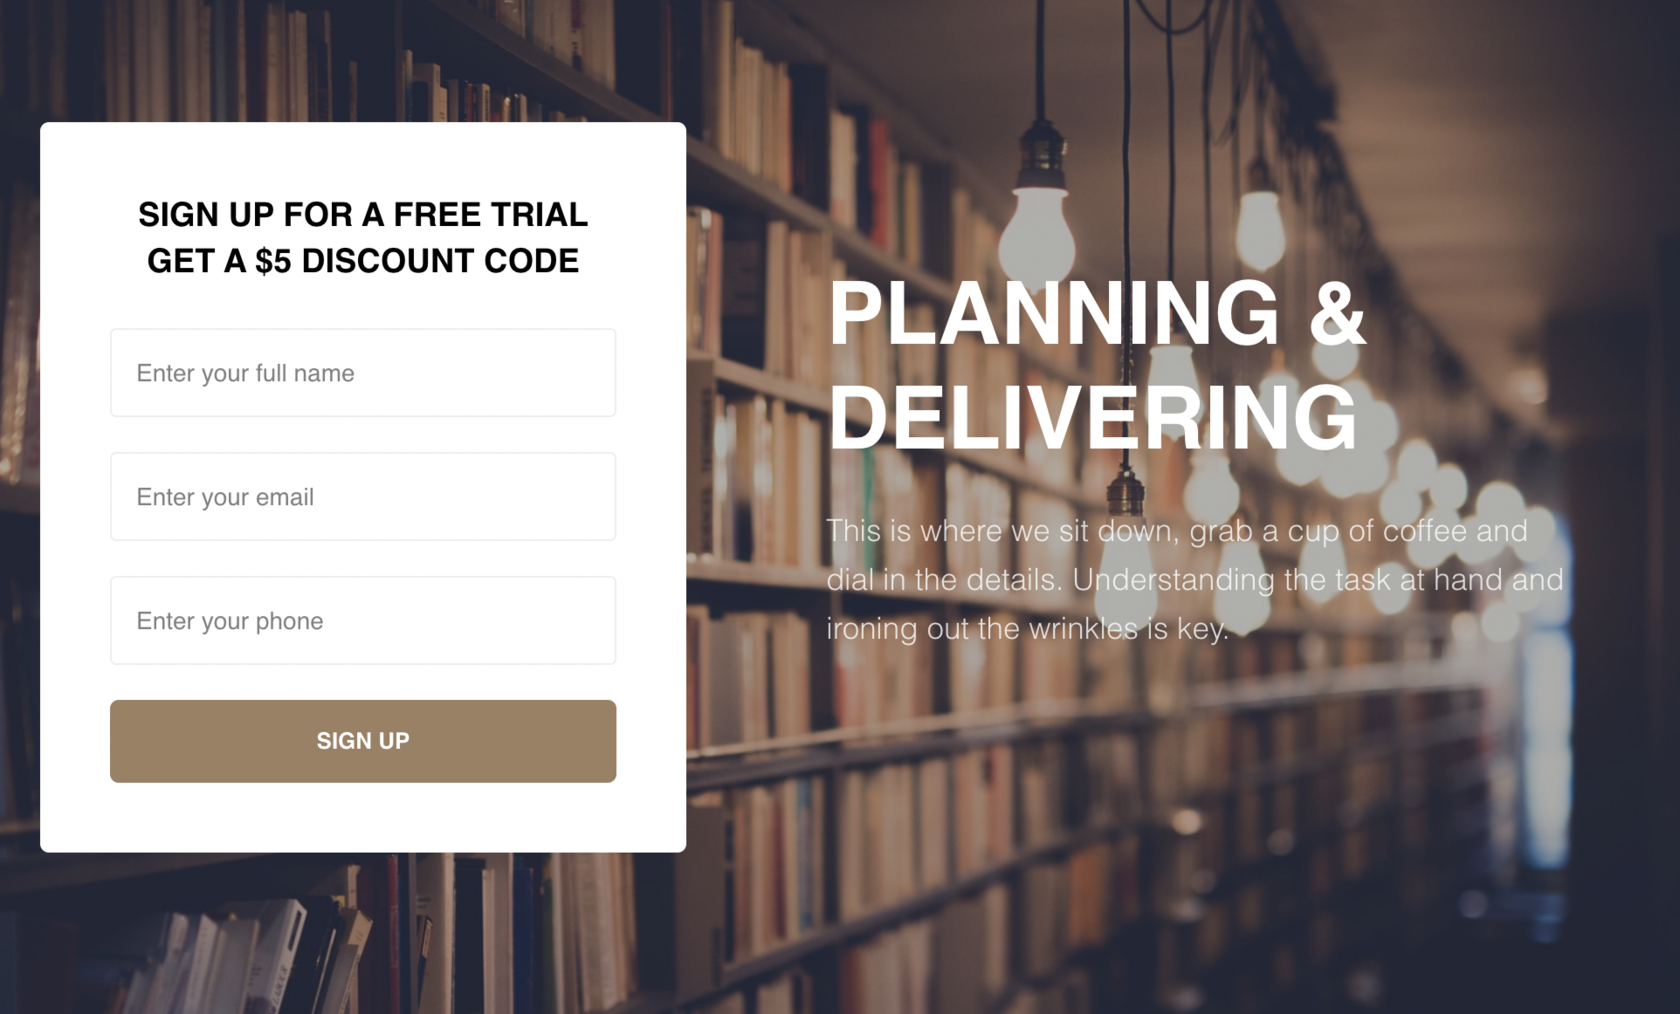 SIGN UP FOR A FREE TRIAL
GET A $5 DISCOUNT CODE
Enter your full name
Enter your email
Enter your phone
SIGN UP
PLANNING &
DELIVERING
This is where we sit down, grab a cup of coffee and
dial in the details. Understanding the task at hand and
ironing out the wrinkles is key.